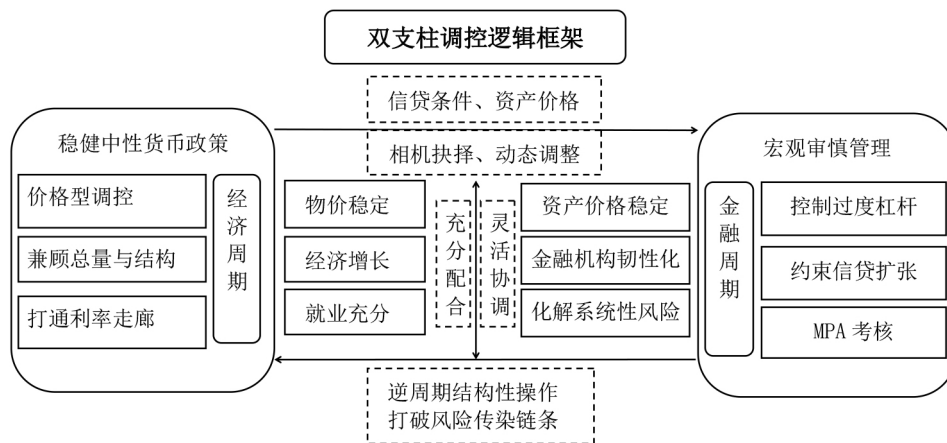 双支柱调控逻辑框架
信贷条件、资产价格
相机抉择、动态调整
稳健中性货币政策
价格型调控
兼顾总量与结构
打通利率走廊
经济周期
物价稳定
经济增长
就业充分
充分配合
灵活协调
资产价格稳定
金融机构韧性化
化解系统性风险
宏观审慎管理
金融周期
控制过度杠杆
约束信贷扩张
MPA 考核
逆周期结构性操作
打破风险传染链条